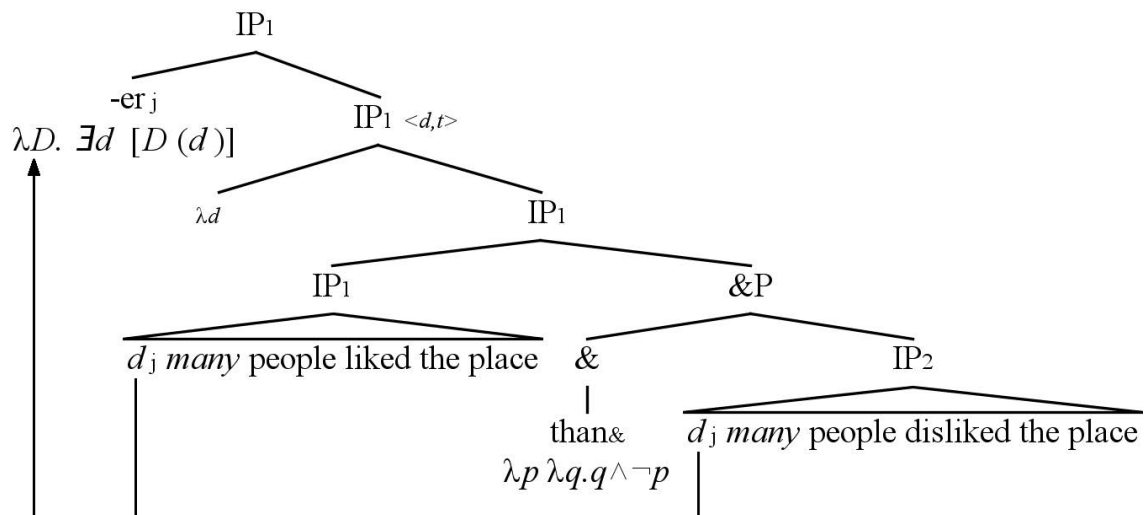 IP₁
-er j
IP₁ <d,t>
λD. ∃d [D (d)]
λd
IP₁
IP₁ &P
d j many people liked the place & IP₂
than& d j many people disliked the place
λp λq.q∧¬p